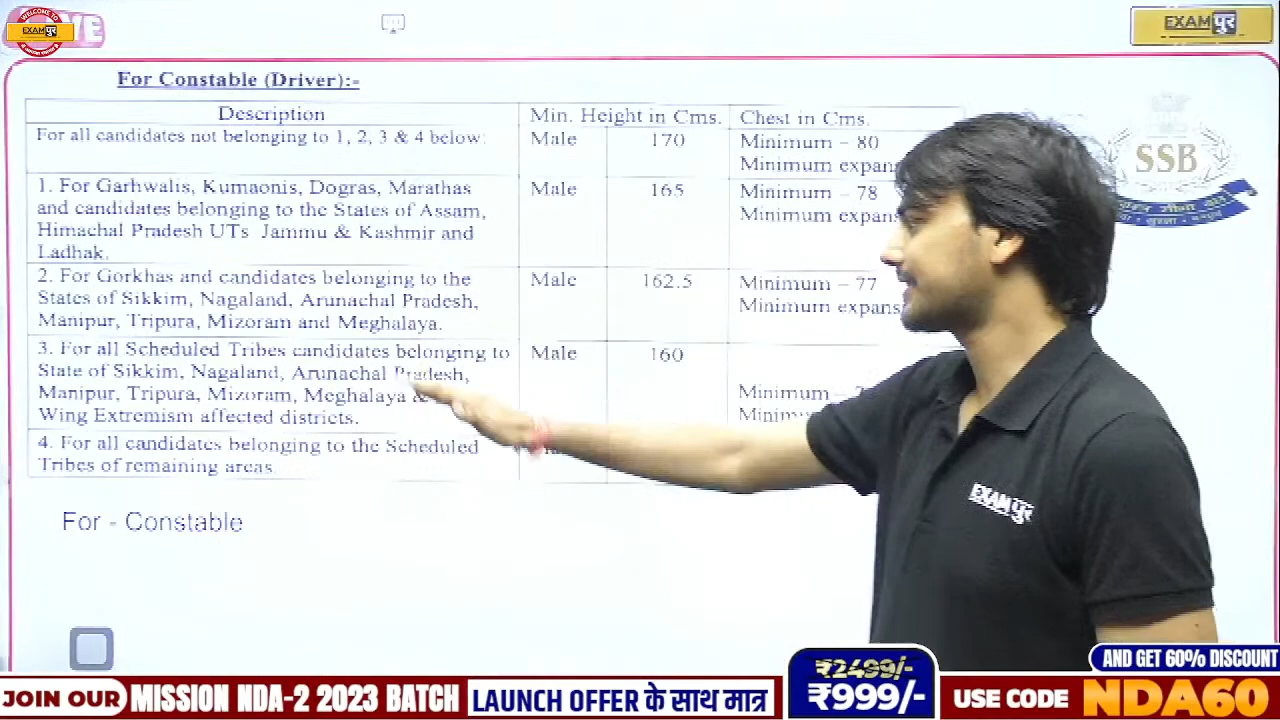 WELCOME TO
EXAMपुर
EXAMपुर
For Constable (Driver):-
Description Min. Height in Cms. Chest in Cms.
For all candidates not belonging to 1, 2, 3 & 4 below: Male 170 Minimum – 80
Minimum expans
1. For Garhwalis, Kumaonis, Dogras, Marathas Male 165 Minimum – 78
and candidates belonging to the States of Assam, Minimum expans
Himachal Pradesh UTs Jammu & Kashmir and
Ladhak.
2. For Gorkhas and candidates belonging to the Male 162.5 Minimum – 77
States of Sikkim, Nagaland, Arunachal Pradesh, Minimum expans
Manipur, Tripura, Mizoram and Meghalaya.
3. For all Scheduled Tribes candidates belonging to Male 160
State of Sikkim, Nagaland, Arunachal Pradesh,
Manipur, Tripura, Mizoram, Meghalaya & Minimum –
Wing Extremism affected districts.
4. For all candidates belonging to the Scheduled
Tribes of remaining areas.
SSB
For - Constable
EXAMपुर
AND GET 60% DISCOUNT
JOIN OUR MISSION NDA-2 2023 BATCH LAUNCH OFFER के साथ मात्र ₹2499/- ₹999/- USE CODE NDA60